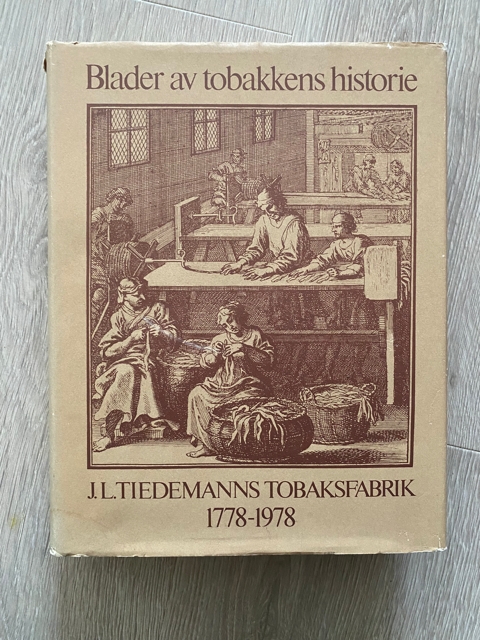 Blader av tobakkens historie
J.L.TIEDEMANNS TOBAKSFABRIK
1778-1978